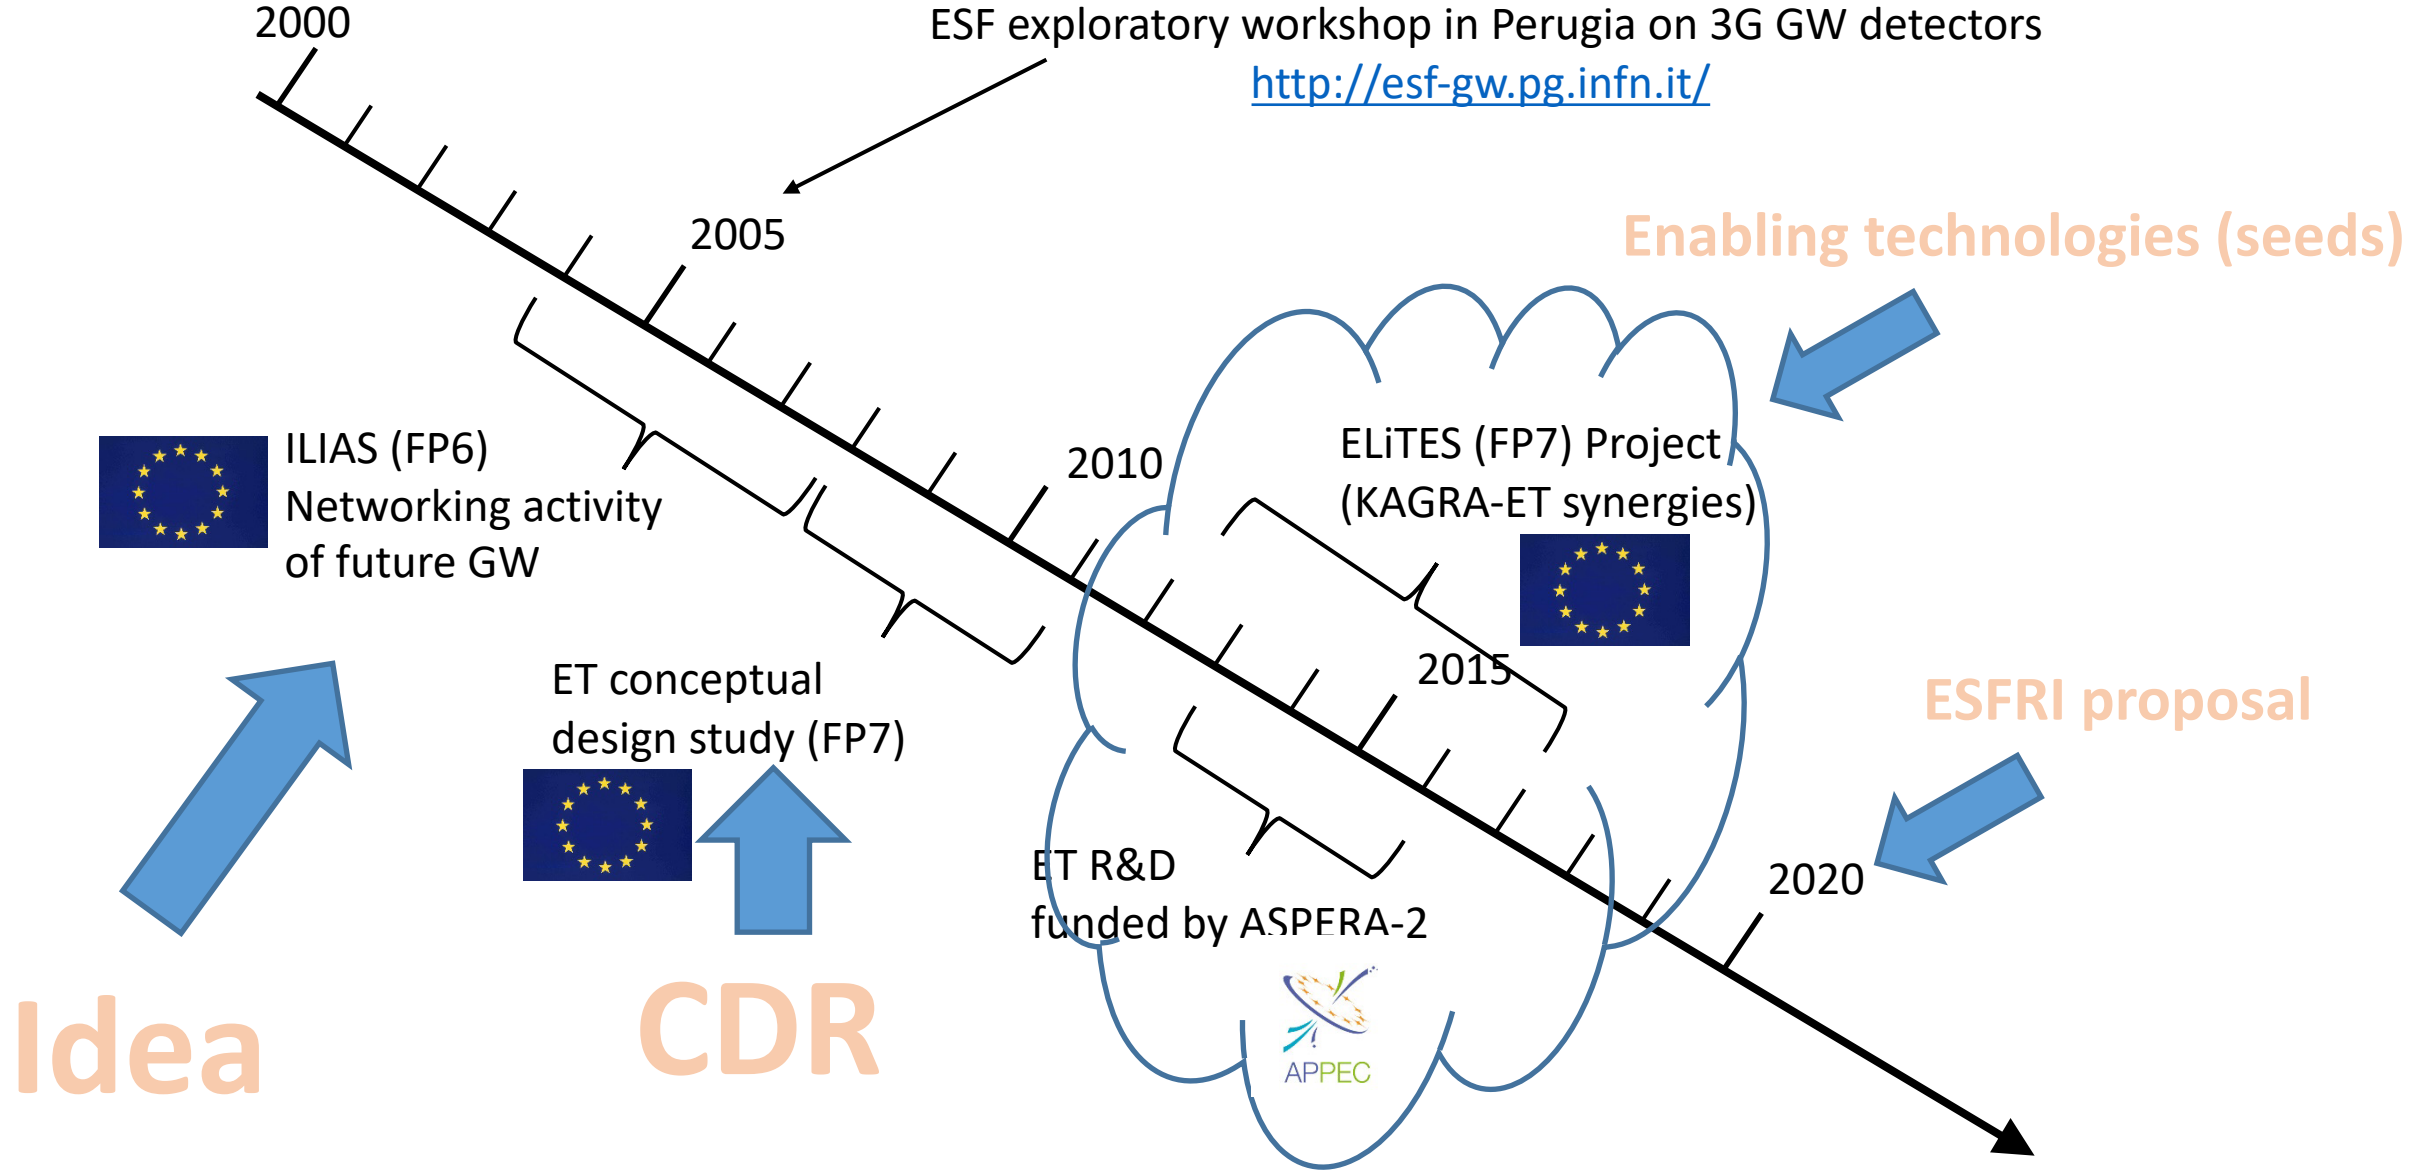 2000
ESF exploratory workshop in Perugia on 3G GW detectors
http://esf-gw.pg.infn.it/
2005
Enabling technologies (seeds)
ILIAS (FP6)
Networking activity
of future GW
2010
ELiTES (FP7) Project
(KAGRA-ET synergies)
ET conceptual
design study (FP7)
2015
ESFRI proposal
ET R&D
funded by ASPERA-2
2020
Idea
CDR
APPEC